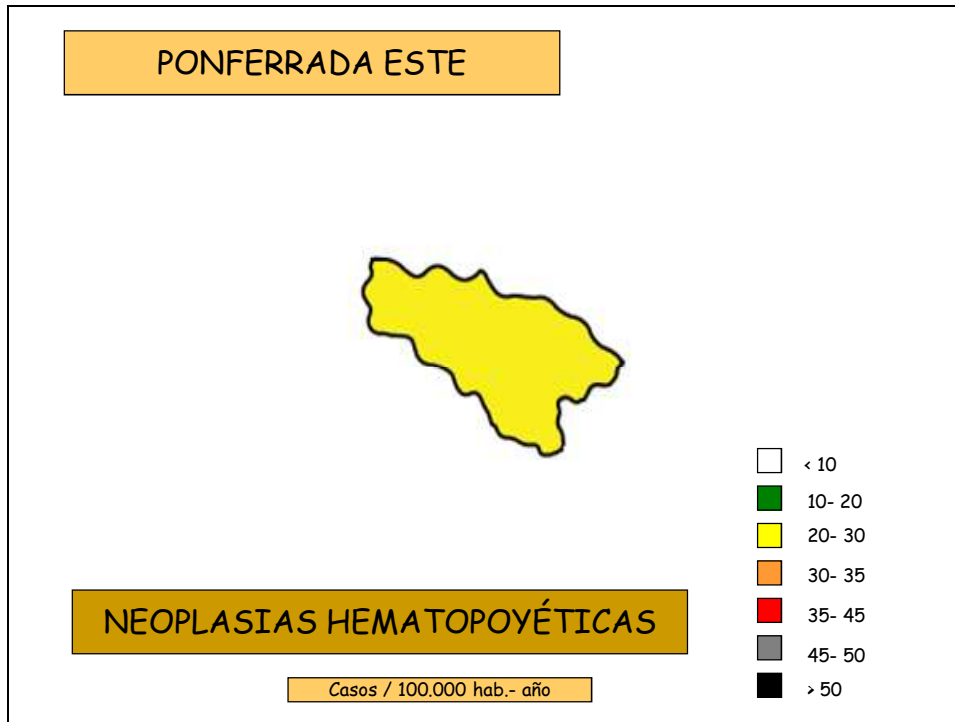 PONFERRADA ESTE
< 10
10- 20
20- 30
30- 35
35- 45
45- 50
> 50
NEOPLASIAS HEMATOPOYÉTICAS
Casos / 100.000 hab.- año